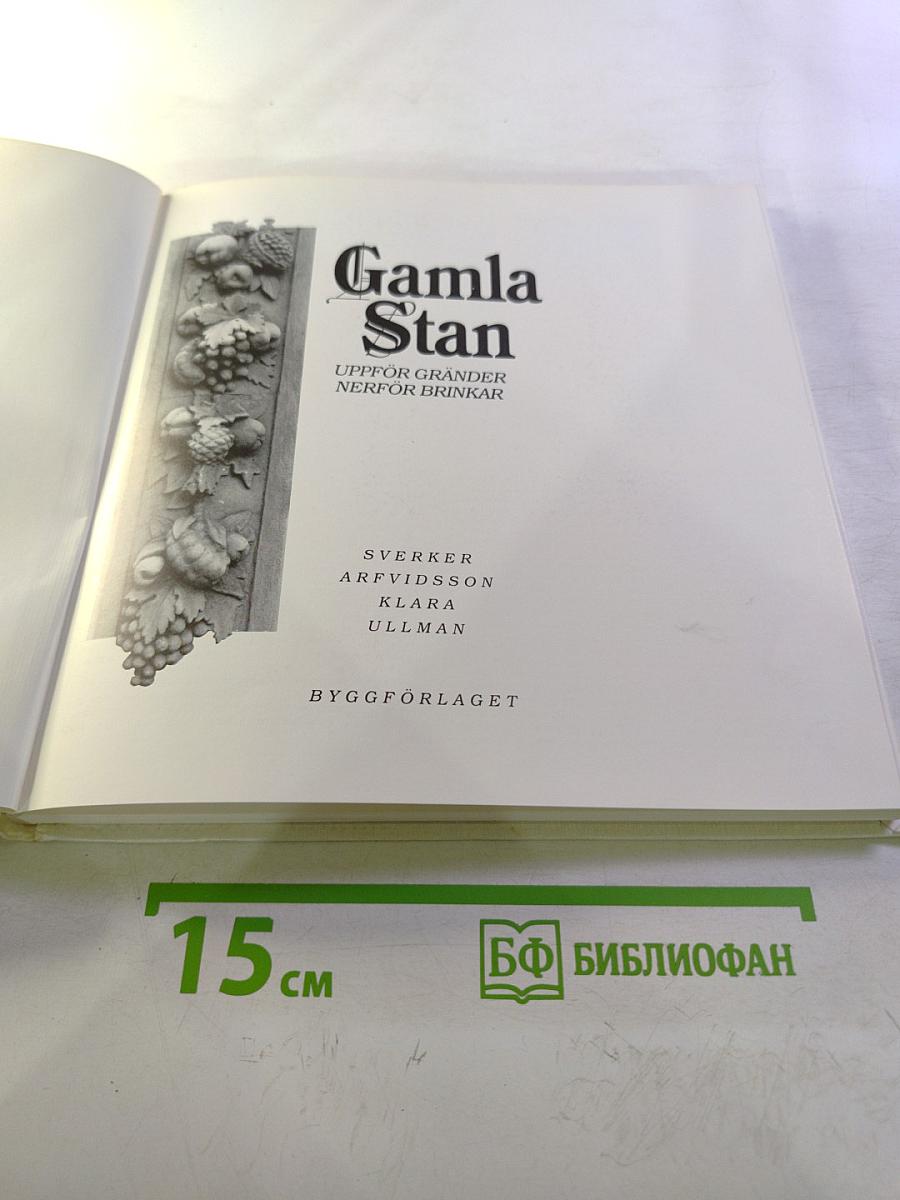 Gamla
Stan
UPPFÖR GRÄNDER
NERFÖR BRINKAR
SVERKER
ARFVIDSSON
KLARA
ULLMAN
BYGGFÖRLAGET
15 см
БФ БИБЛИОФАН